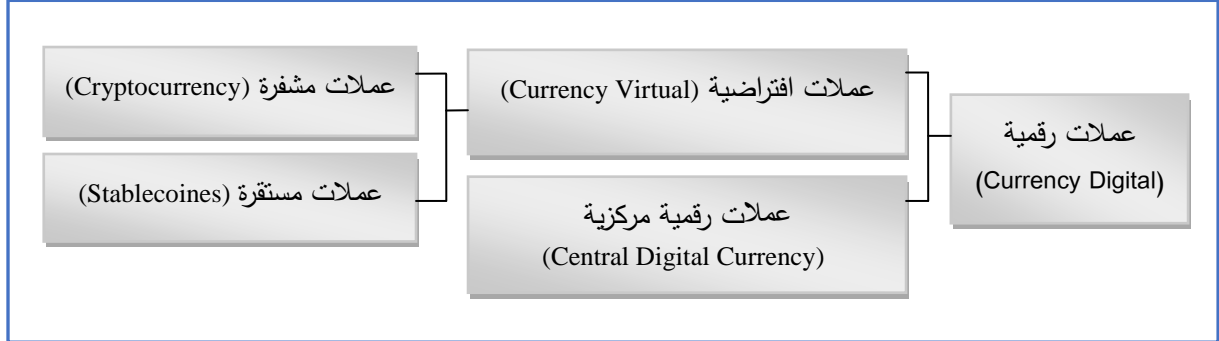 عملات رقمية
(Currency Digital)
عملات افتراضية (Currency Virtual)
عملات رقمية مركزية
(Central Digital Currency)
عملات مشفرة (Cryptocurrency)
عملات مستقرة (Stablecoines)